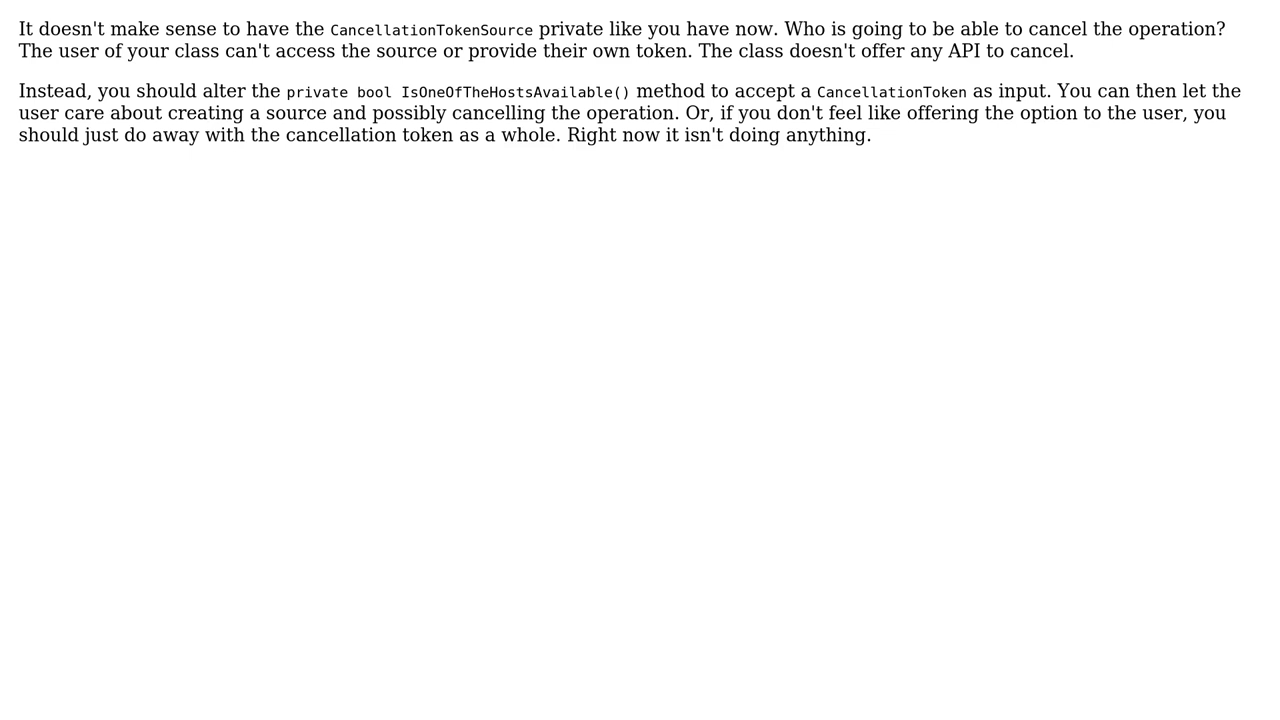 It doesn't make sense to have the CancellationTokenSource private like you have now. Who is going to be able to cancel the operation?
The user of your class can't access the source or provide their own token. The class doesn't offer any API to cancel.
Instead, you should alter the private bool IsOneOfTheHostsAvailable() method to accept a CancellationToken as input. You can then let the
user care about creating a source and possibly cancelling the operation. Or, if you don't feel like offering the option to the user, you
should just do away with the cancellation token as a whole. Right now it isn't doing anything.